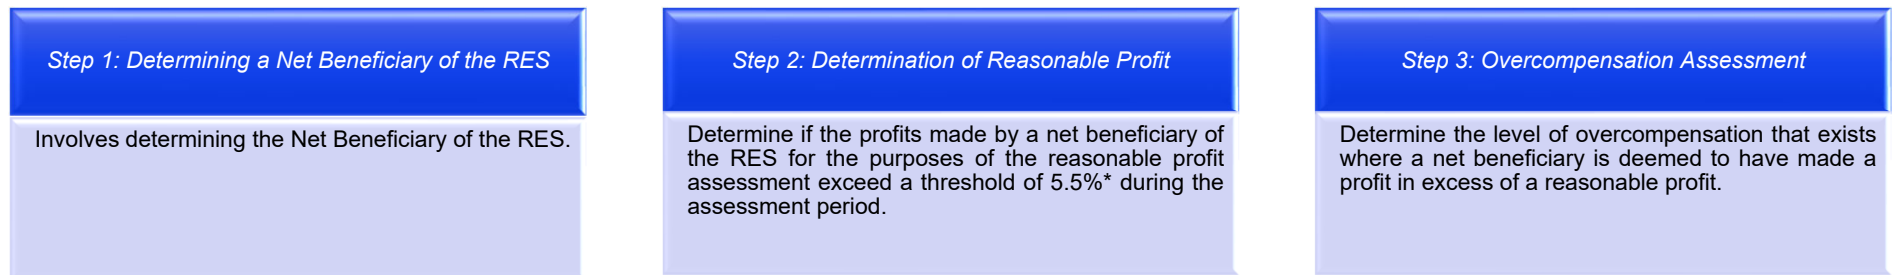 Step 1: Determining a Net Beneficiary of the RES
Involves determining the Net Beneficiary of the RES.
Step 2: Determination of Reasonable Profit
Determine if the profits made by a net beneficiary of
the RES for the purposes of the reasonable profit
assessment exceed a threshold of 5.5%* during the
assessment period.
Step 3: Overcompensation Assessment
Determine the level of overcompensation that exists
where a net beneficiary is deemed to have made a
profit in excess of a reasonable profit.